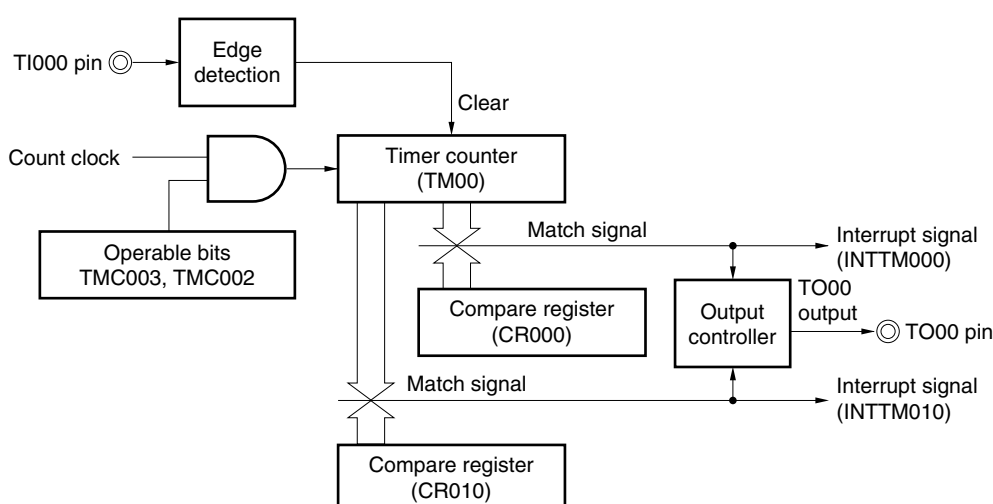 TI000 pin
Edge
detection
Clear
Count clock
Timer counter
(TM00)
Operable bits
TMC003, TMC002
Match signal
Interrupt signal
(INTTM000)
Compare register
(CR000)
Output
controller
TO00
output
TO00 pin
Match signal
Interrupt signal
(INTTM010)
Compare register
(CR010)